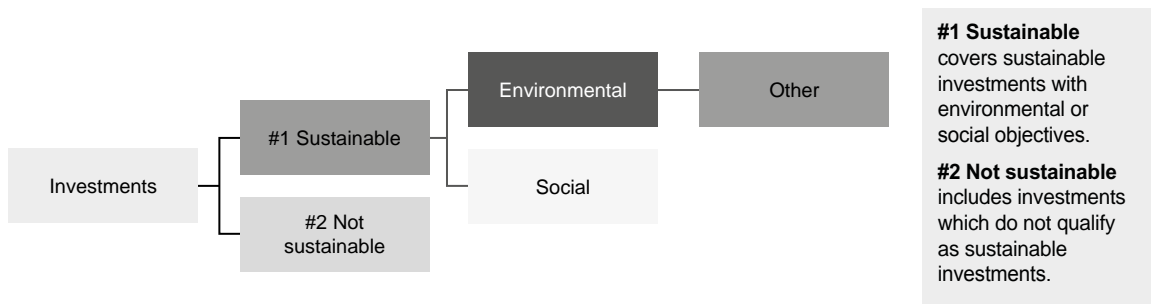 Investments
#1 Sustainable
#2 Not
sustainable
Environmental
Social
Other
#1 Sustainable
covers sustainable
investments with
environmental or
social objectives.
#2 Not sustainable
includes investments
which do not qualify
as sustainable
investments.